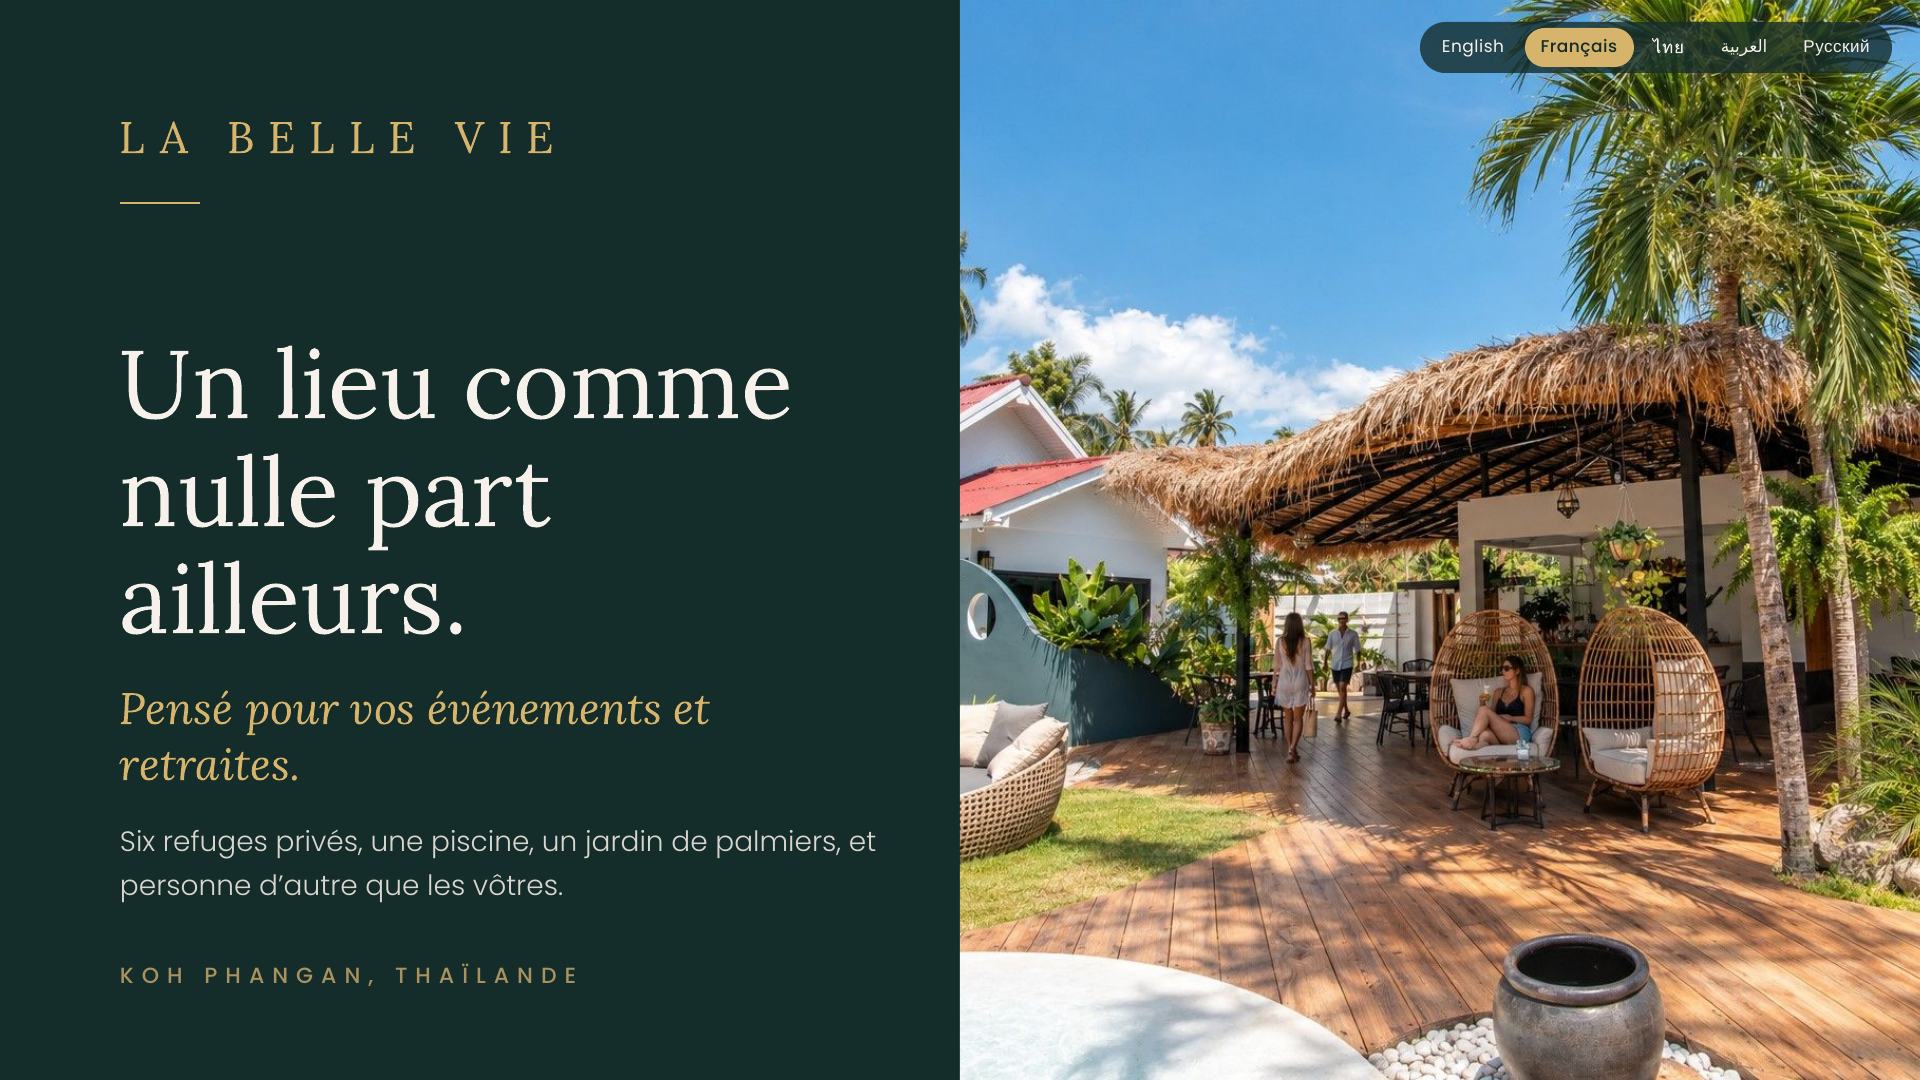 English Français ไทย العربية Русский
LA BELLE VIE
Un lieu comme
nulle part
ailleurs.
Pensé pour vos événements et
retraites.
Six refuges privés, une piscine, un jardin de palmiers, et
personne d’autre que les vôtres.
KOH PHANGAN, THAÏLANDE